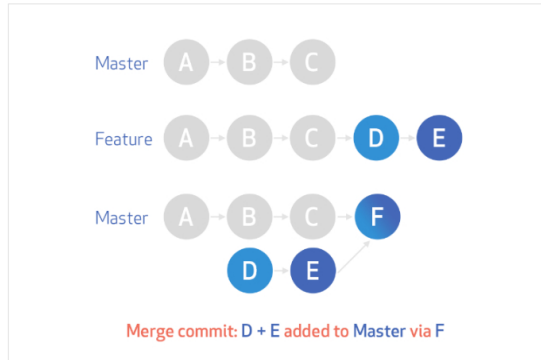 Master A B C
Feature A B C D E
Master A B C F
D E
Merge commit: D + E added to Master via F